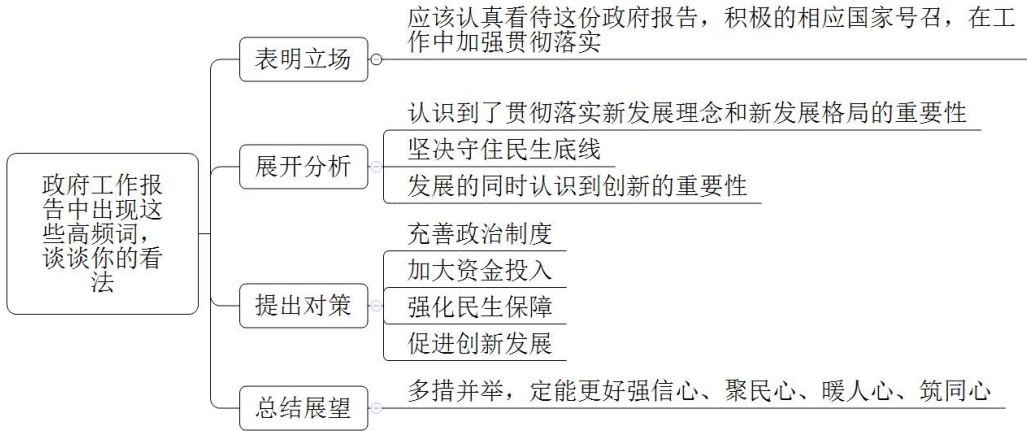 政府工作报
告中出现这
些高频词，
谈谈你的看
法
表明立场
应该认真看待这份政府报告，积极的相应国家号召，在工
作中加强贯彻落实
展开分析
认识到了贯彻落实新发展理念和新发展格局的重要性
坚决守住民生底线
发展的同时认识到创新的重要性
提出对策
充善政治制度
加大资金投入
强化民生保障
促进创新发展
总结展望
多措并举，定能更好强信心、聚民心、暖人心、筑同心